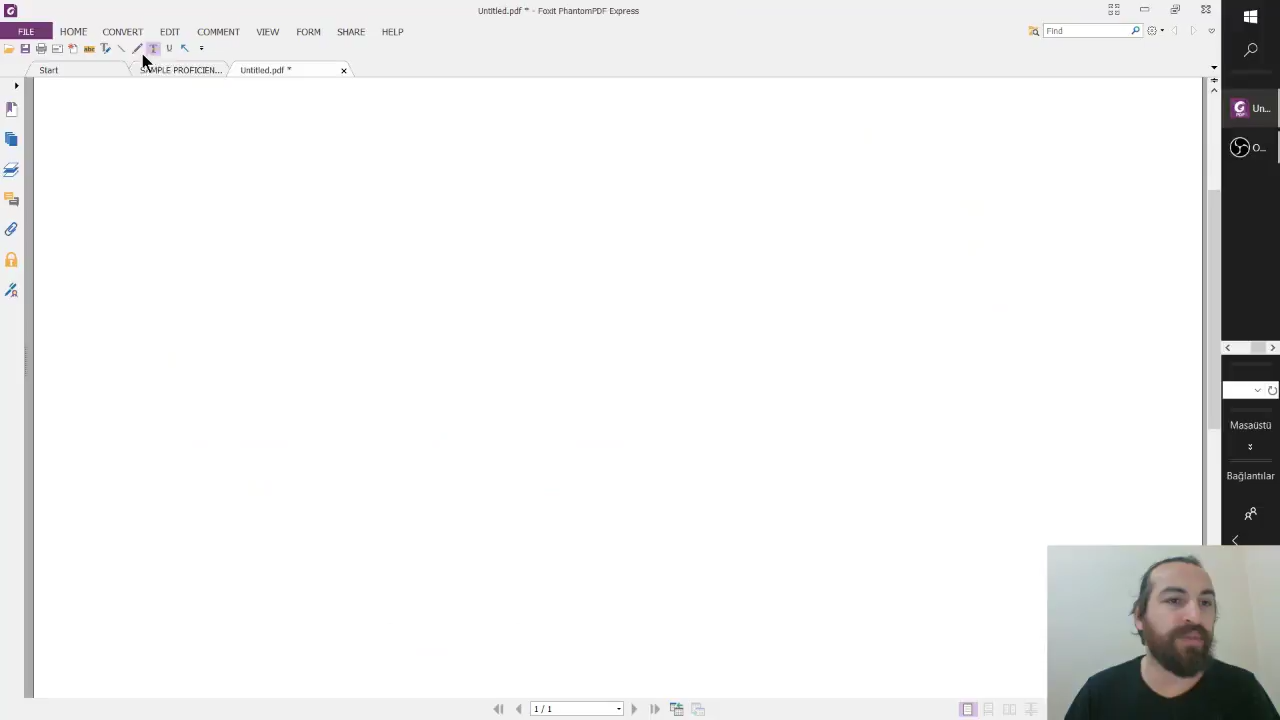 Untitled.pdf * - Foxit PhantomPDF Express
FILE HOME CONVERT EDIT COMMENT VIEW FORM SHARE HELP
Find
Start
SAMPLE PROFICIEN...
Untitled.pdf *
Un...
O...
Masaüstü
Bağlantılar
1 / 1